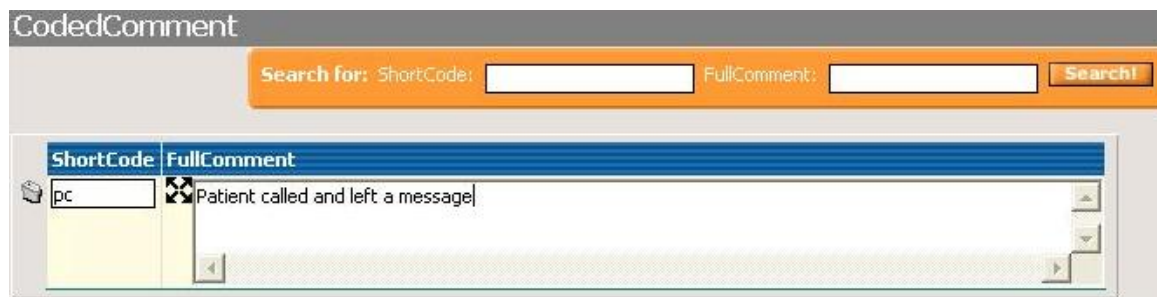 CodedComment
Search for: ShortCode: FullComment: Search!
ShortCode FullComment
pc Patient called and left a message